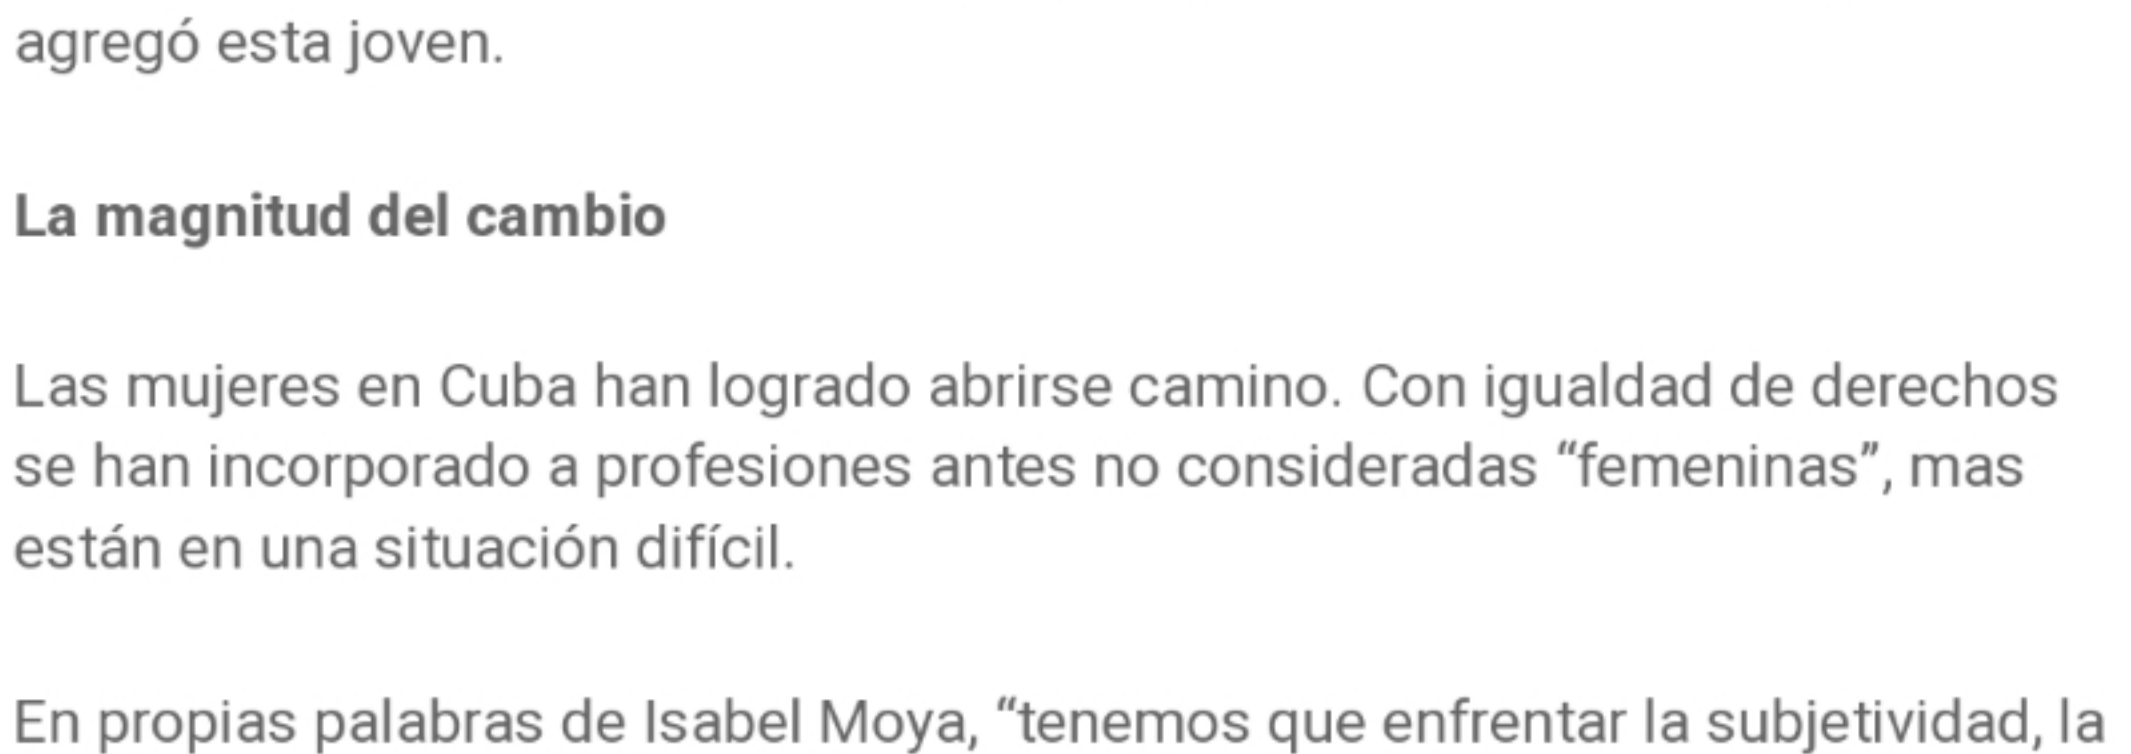 agregó esta joven.
La magnitud del cambio
Las mujeres en Cuba han logrado abrirse camino. Con igualdad de derechos
se han incorporado a profesiones antes no consideradas “femeninas”, mas
están en una situación difícil.
En propias palabras de Isabel Moya, “tenemos que enfrentar la subjetividad, la